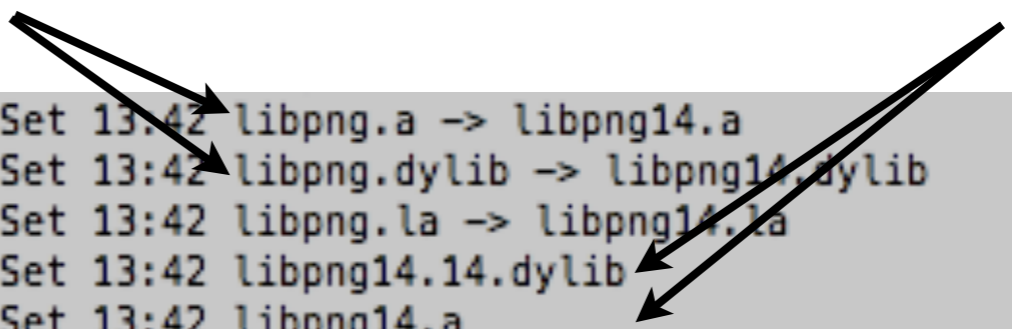 Set 13:42 libpng.a -> libpng14.a
Set 13:42 libpng.dylib -> libpng14.dylib
Set 13:42 libpng.la -> libpng14.la
Set 13:42 libpng14.14.dylib
Set 13:42 libpng14.a